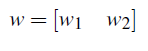 w = [w₁ w₂]